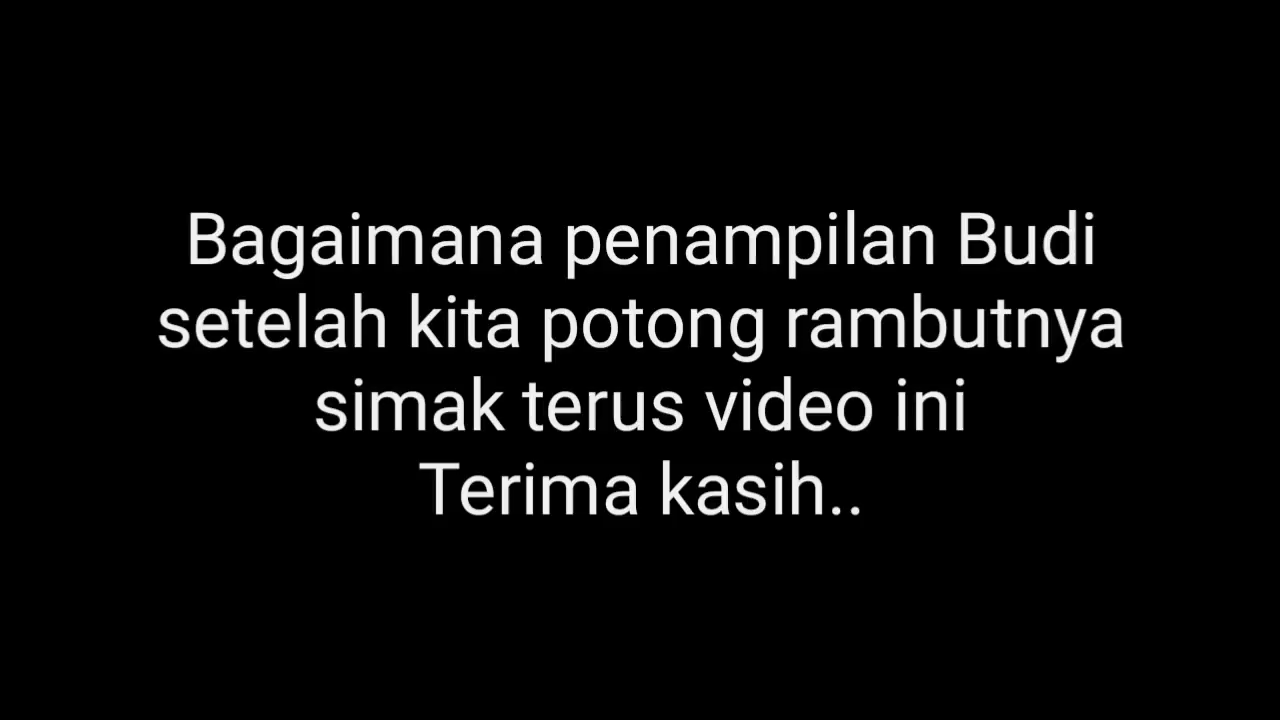 Bagaimana penampilan Budi
setelah kita potong rambutnya
simak terus video ini
Terima kasih..